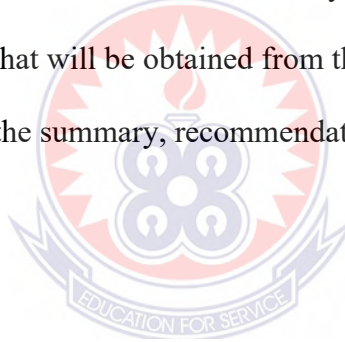 hat will be obtained from th
the summary, recommendat
EDUCATION FOR SERVICE